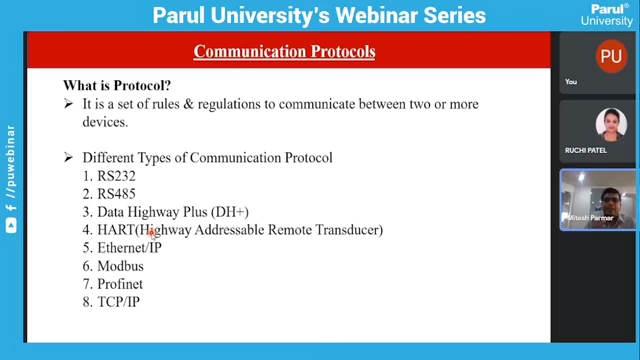 Parul University's Webinar Series
Parul®
University
Communication Protocols
PU
You
What is Protocol?
➢ It is a set of rules & regulations to communicate between two or more
devices.
➢ Different Types of Communication Protocol
1. RS232
2. RS485
3. Data Highway Plus (DH+)
4. HART(Highway Addressable Remote Transducer)
5. Ethernet/IP
6. Modbus
7. Profinet
8. TCP/IP
RUCHI PATEL
Mitesh Parmar
/puwebinar